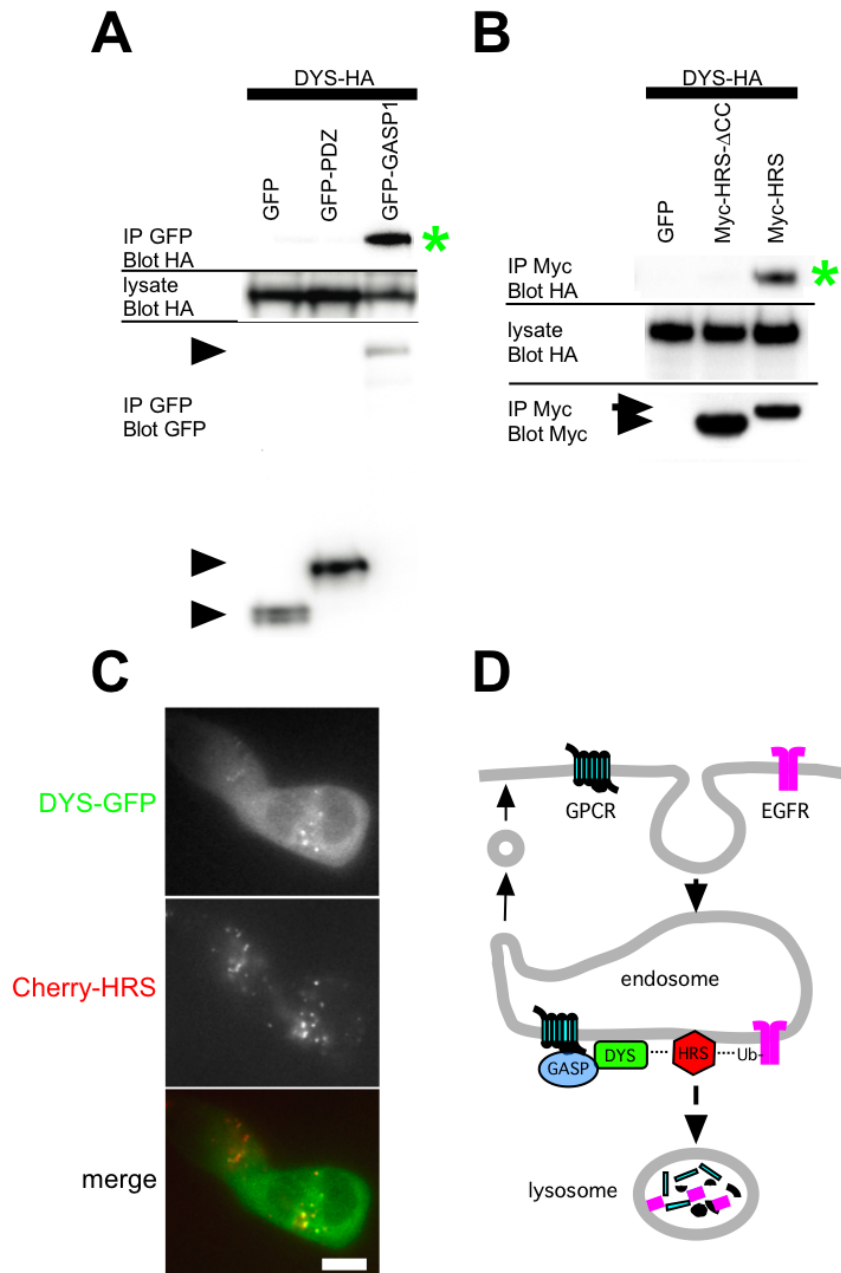 A
DYS-HA
GFP
GFP-PDZ
GFP-GASP1
IP GFP
Blot HA
*
lysate
Blot HA
IP GFP
Blot GFP
B
DYS-HA
GFP
Myc-HRS-ΔCC
Myc-HRS
IP Myc
Blot HA
*
lysate
Blot HA
IP Myc
Blot Myc
C
DYS-GFP
Cherry-HRS
merge
D
GPCR
EGFR
endosome
GASP
DYS
HRS
Ub-
lysosome